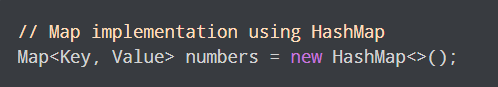 // Map implementation using HashMap
Map<Key, Value> numbers = new HashMap<>();